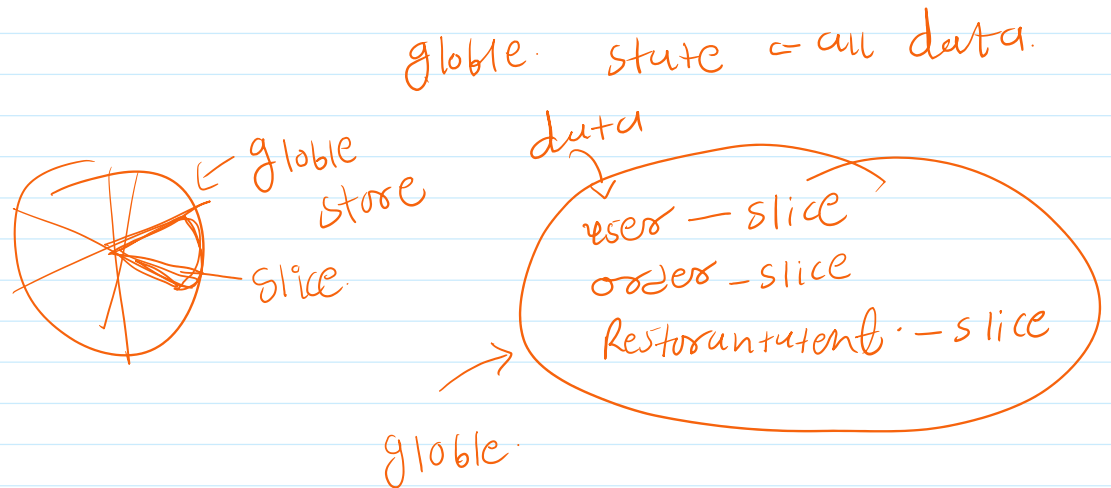 globle. state = all data.
data
globle
store
slice.
user - slice
order - slice
Restorantutent. - slice
globle.